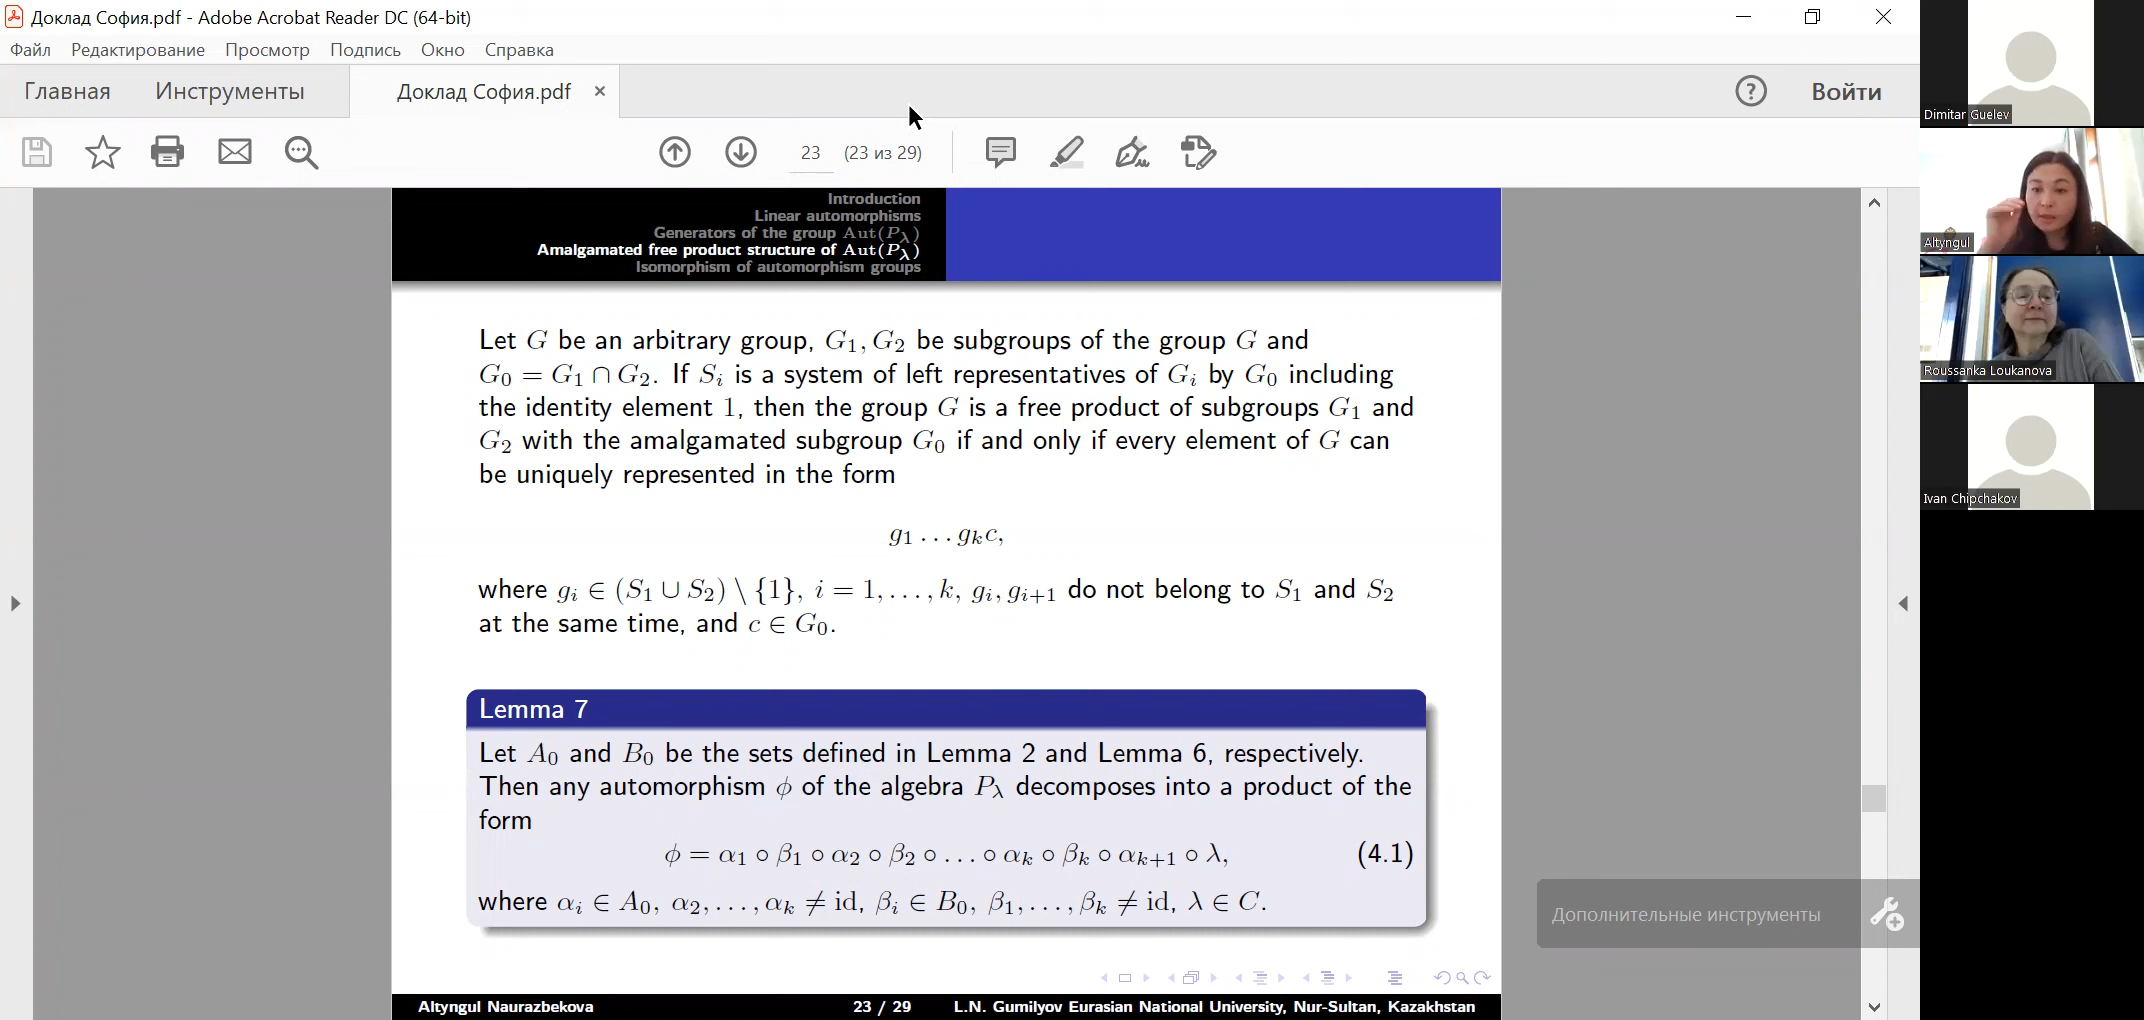 Доклад София.pdf - Adobe Acrobat Reader DC (64-bit)
Файл Редактирование Просмотр Подпись Окно Справка
Главная Инструменты Доклад София.pdf × ? Войти
23 (23 из 29)
Introduction
Linear automorphisms
Generators of the group Aut(P_λ)
Amalgamated free product structure of Aut(P_λ)
Isomorphism of automorphism groups
Let G be an arbitrary group, G₁, G₂ be subgroups of the group G and
G₀ = G₁ ∩ G₂. If Sᵢ is a system of left representatives of Gᵢ by G₀ including
the identity element 1, then the group G is a free product of subgroups G₁ and
G₂ with the amalgamated subgroup G₀ if and only if every element of G can
be uniquely represented in the form
g₁ . . . gₖc,
where gᵢ ∈ (S₁ ∪ S₂) \ {1}, i = 1, . . . , k, gᵢ, gᵢ₊₁ do not belong to S₁ and S₂
at the same time, and c ∈ G₀.
Lemma 7
Let A₀ and B₀ be the sets defined in Lemma 2 and Lemma 6, respectively.
Then any automorphism ϕ of the algebra P_λ decomposes into a product of the
form
ϕ = α₁ ∘ β₁ ∘ α₂ ∘ β₂ ∘ . . . ∘ αₖ ∘ βₖ ∘ αₖ₊₁ ∘ λ, (4.1)
where αᵢ ∈ A₀, α₂, . . . , αₖ ≠ id, βᵢ ∈ B₀, β₁, . . . , βₖ ≠ id, λ ∈ C.
Altyngul Naurazbekova 23 / 29 L.N. Gumilyov Eurasian National University, Nur-Sultan, Kazakhstan
Дополнительные инструменты
Dimitar Guelev
Altyngul
Roussanka Loukanova
Ivan Chipchakov